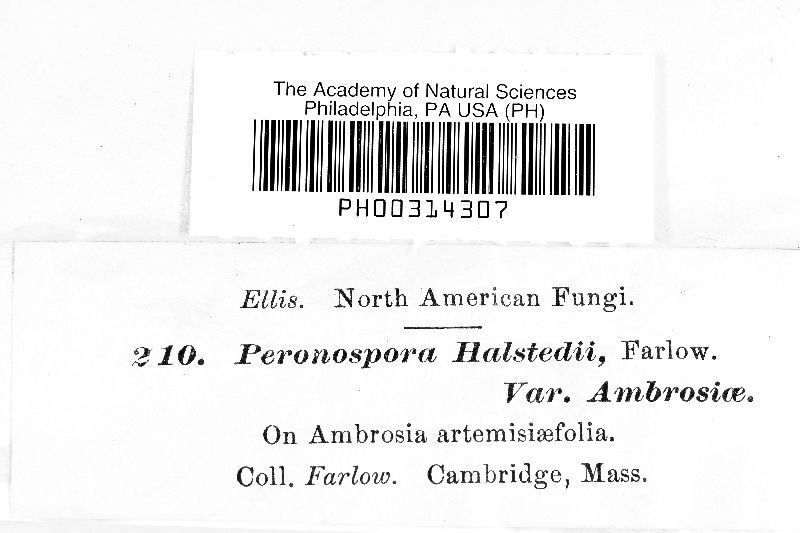 The Academy of Natural Sciences
Philadelphia, PA USA (PH)
PH00314307
Ellis. North American Fungi.
210. Peronospora Halstedii, Farlow.
Var. Ambrosiæ.
On Ambrosia artemisiæfolia.
Coll. Farlow. Cambridge, Mass.